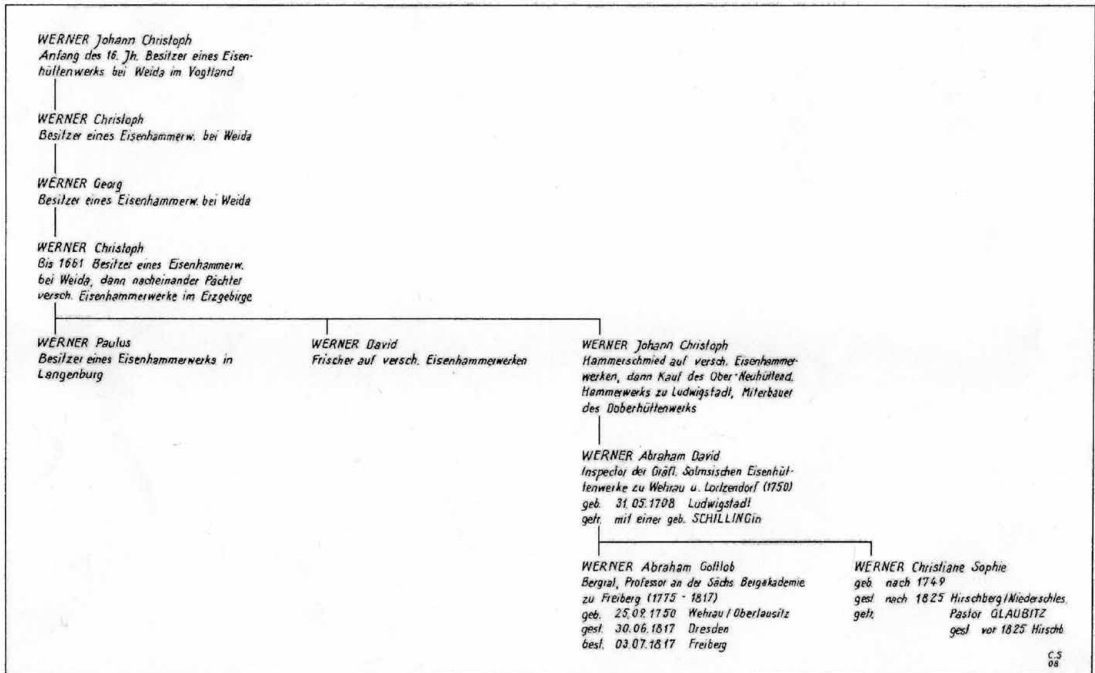 WERNER Johann Christoph
Anfang des 16. Jh. Besitzer eines Eisen-
hüttenwerks bei Weida im Vogtland
WERNER Christoph
Besitzer eines Eisenhammerw. bei Weida
WERNER Georg
Besitzer eines Eisenhammerw. bei Weida
WERNER Christoph
Bis 1661 Besitzer eines Eisenhammerw.
bei Weida, dann nacheinander Pächter
versch. Eisenhammerwerke im Erzgebirge
WERNER Paulus
Besitzer eines Eisenhammerwerks in
Langenburg
WERNER David
Frischer auf versch. Eisenhammerwerken
WERNER Johann Christoph
Hammerschmied auf versch. Eisenhammer-
werken, dann Kauf des Ober-Neuhüttend.
Hammerwerks zu Ludwigstadt, Miterbauer
des Doberhüttenwerks
WERNER Abraham David
Inspector der Gräfl. Solmsischen Eisenhüt-
tenwerke zu Wehrau u. Lorzendorf (1750)
geb. 31.05.1708 Ludwigstadt
getr. mit einer geb. SCHILLINGin
WERNER Abraham Gottlob
Bergrat, Professor an der Sächs. Bergakademie
zu Freiberg (1775 - 1817)
geb. 25.09.1750 Wehrau / Oberlausitz
gest. 30.06.1817 Dresden
best. 03.07.1817 Freiberg
WERNER Christiane Sophie
geb. nach 1749
gest. nach 1825 Hirschberg/Niederschles.
getr. Pastor GLAUBITZ
gest. vor 1825 Hirschb.
C.S
08